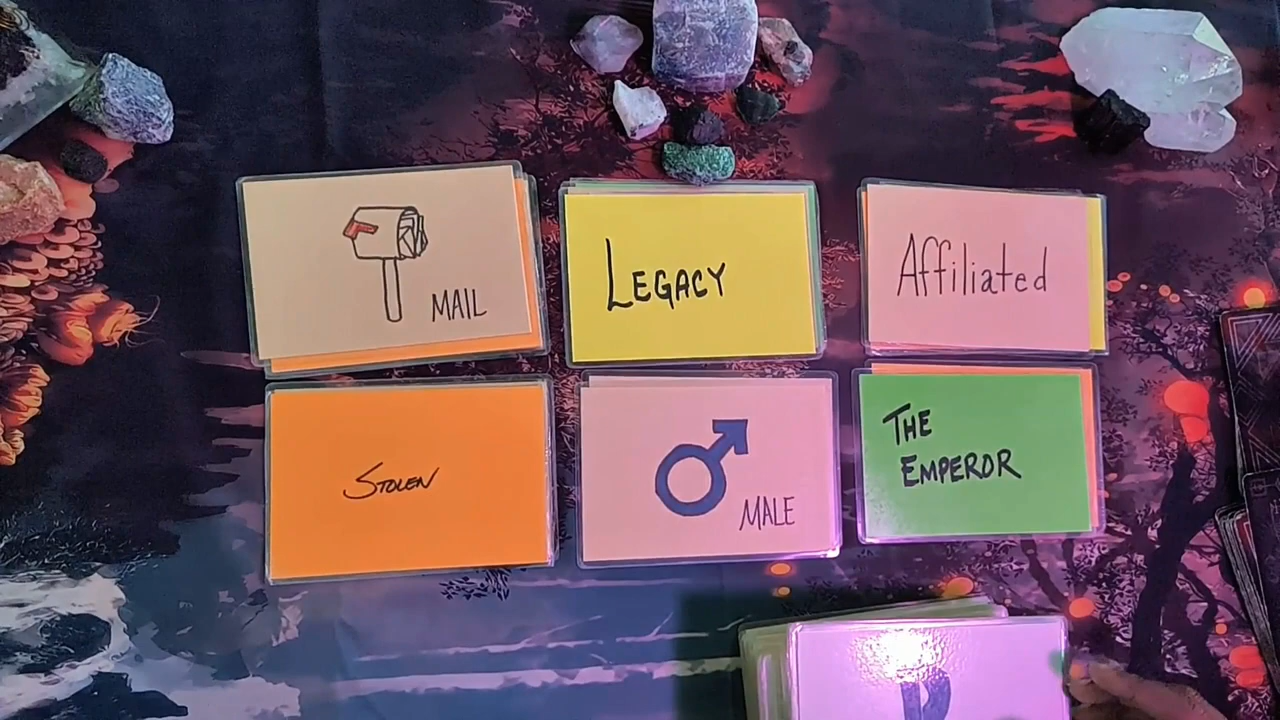 MAIL
LEGACY
Affiliated
STOLEN
MALE
THE
EMPEROR